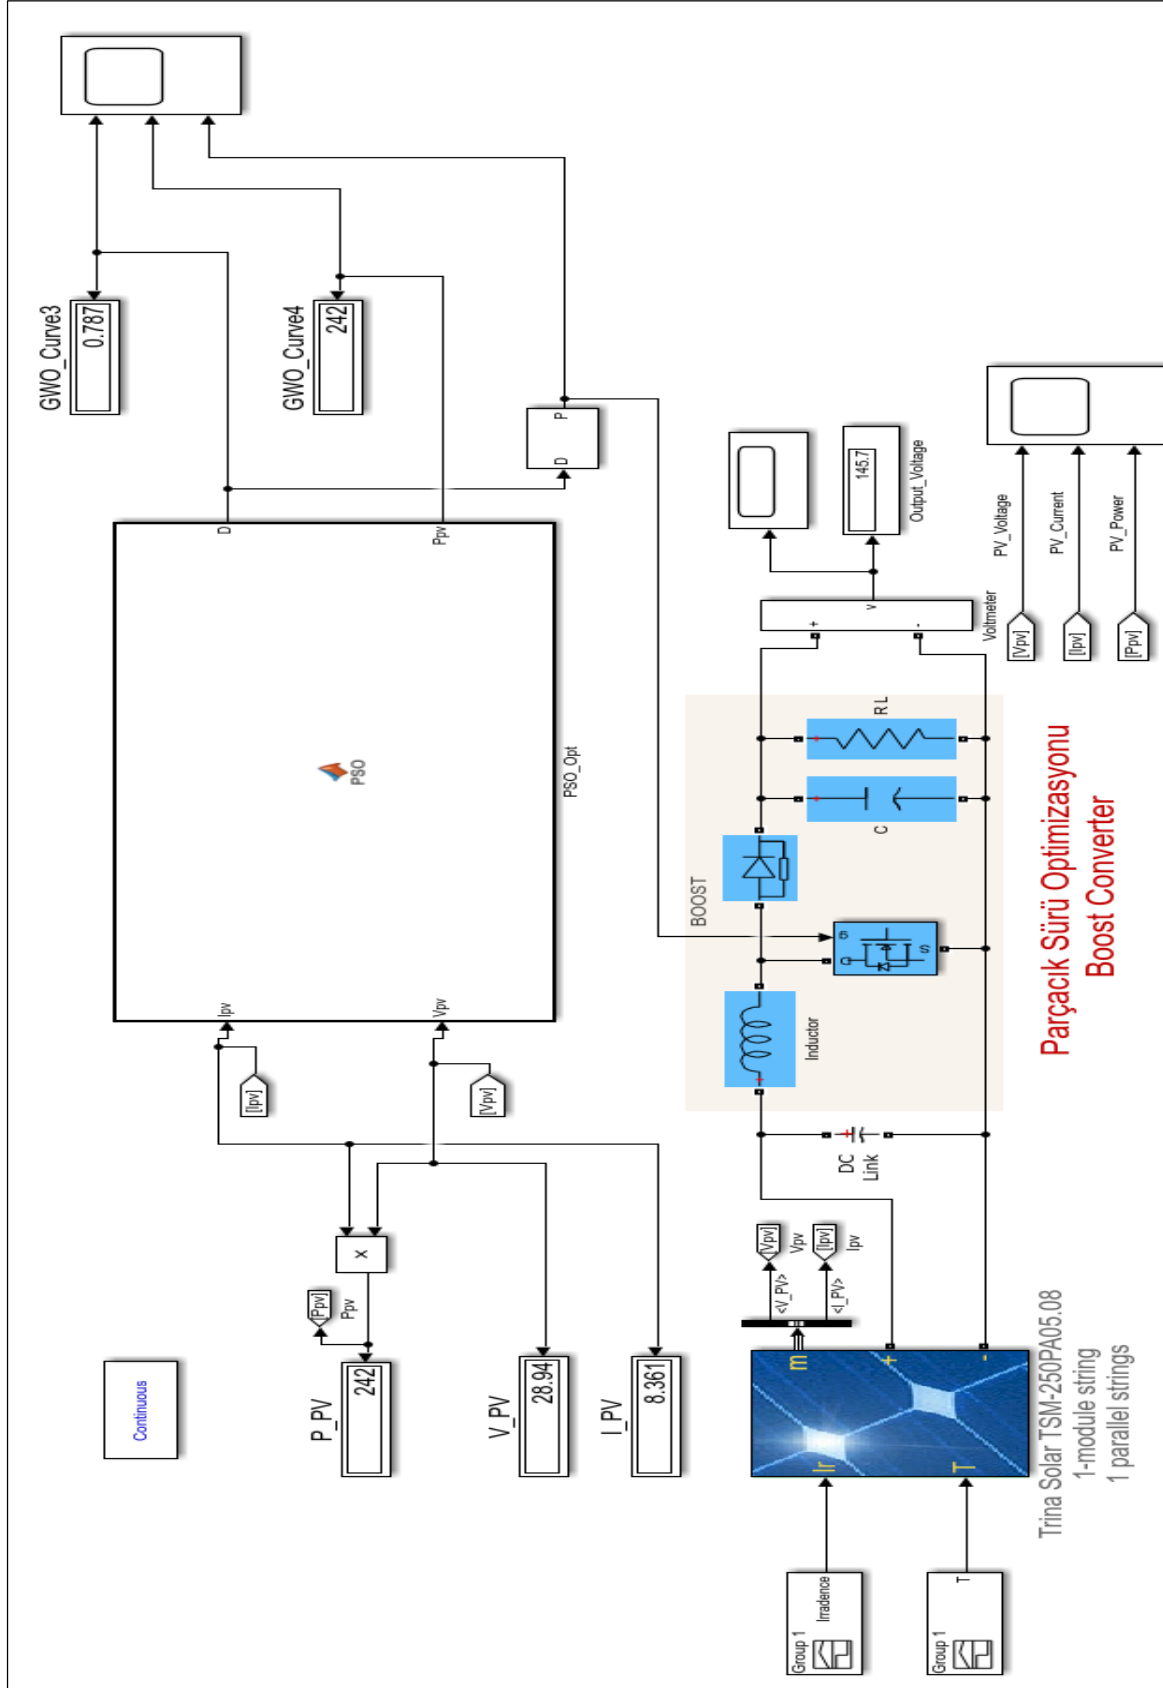 Continuous
P_PV
242
[Ppv]
Ppv
X
V_PV
28.94
I_PV
8.361
[Ipv]
[Vpv]
Ipv
Vpv
PSO
PSO_Opt
D
Ppv
GWO_Curve3
0.787
GWO_Curve4
242
D
P
Group 1
Irradence
Group 1
T
Ir
T
m
+
-
Trina Solar TSM-250PA05.08
1-module string
1 parallel strings
<V_PV>
<I_PV>
[Vpv]
Vpv
[Ipv]
Ipv
DC
Link
+
BOOST
+
Inductor
g
D
S
+
C
+
R L
+
-
v
Voltmeter
145.7
Output_Voltage
Parçacık Sürü Optimizasyonu
Boost Converter
[Vpv]
PV_Voltage
[Ipv]
PV_Current
[Ppv]
PV_Power